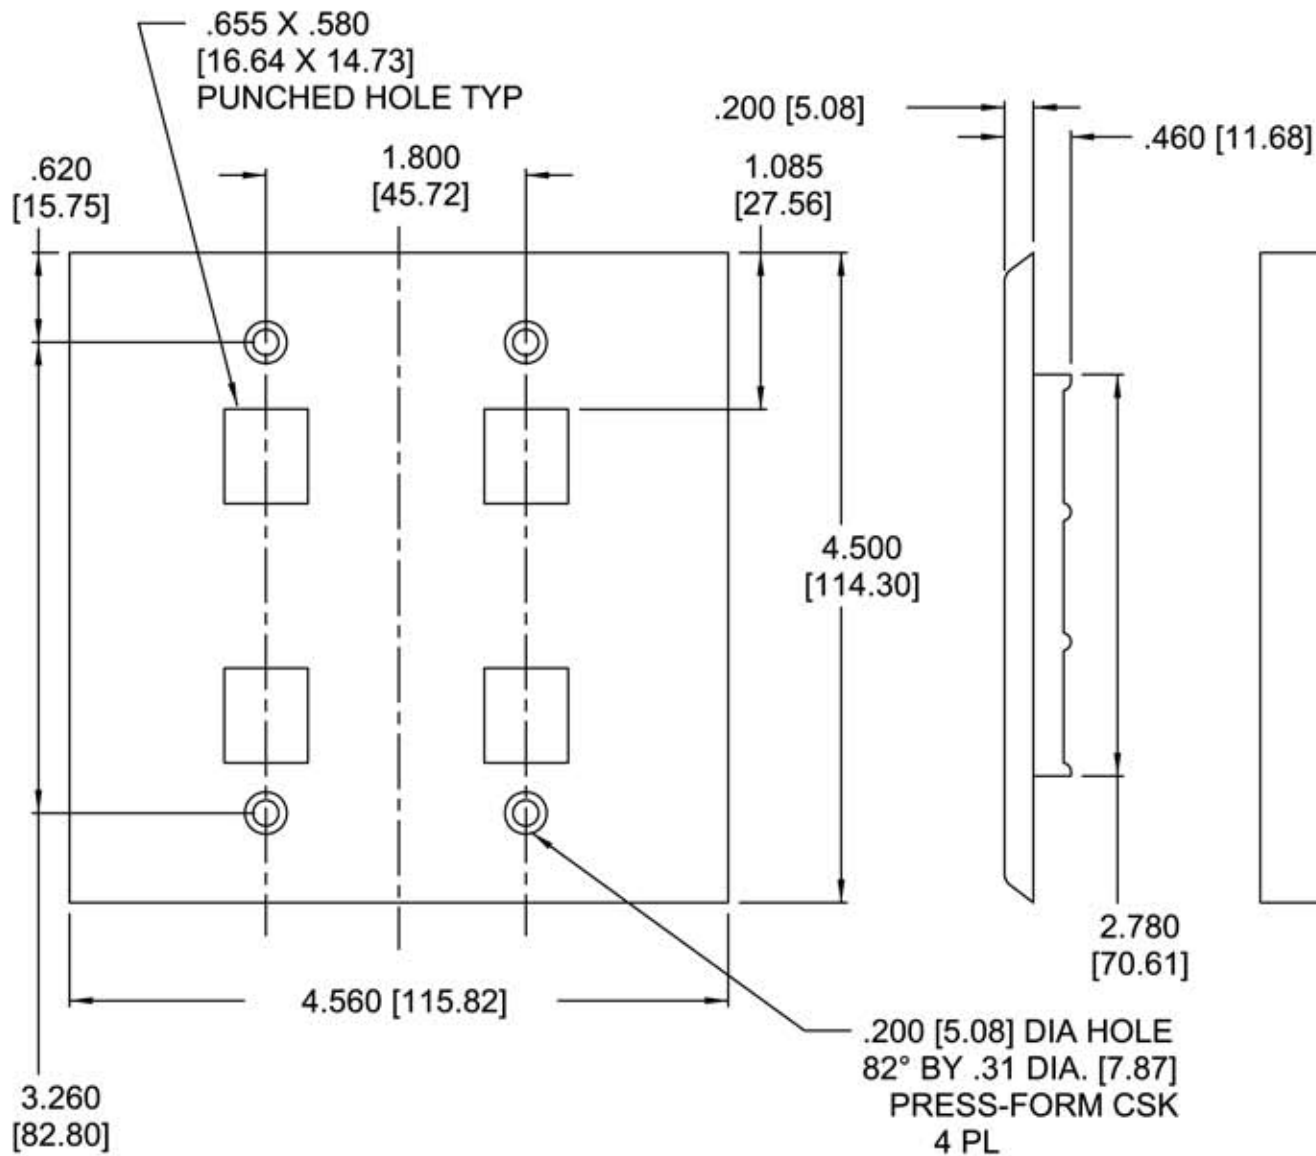 .655 X .580
[16.64 X 14.73]
PUNCHED HOLE TYP
.200 [5.08]
.460 [11.68]
.620
[15.75]
1.800
[45.72]
1.085
[27.56]
4.500
[114.30]
2.780
[70.61]
4.560 [115.82]
.200 [5.08] DIA HOLE
82° BY .31 DIA. [7.87]
PRESS-FORM CSK
4 PL
3.260
[82.80]